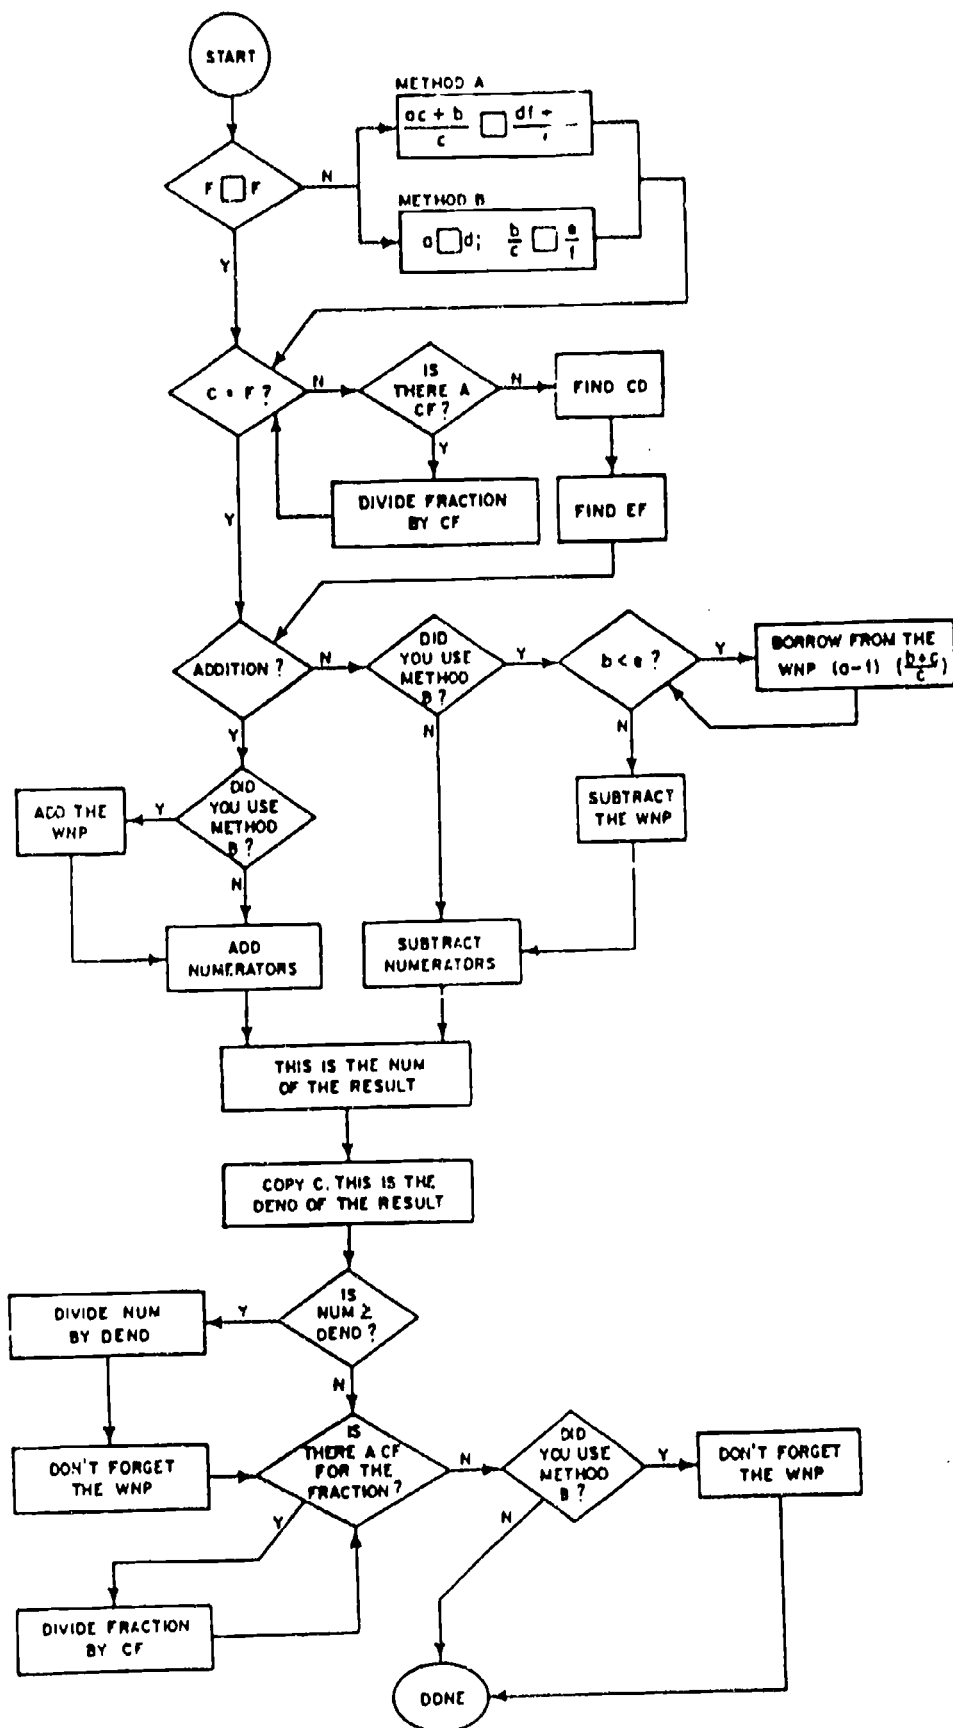 START
METHOD A
ac + b
c
df +
F F
N
METHOD B
a d; b e
c f
Y
C = F ?
N
IS
THERE A
CF ?
N
FIND CD
Y
DIVIDE FRACTION
BY CF
FIND EF
Y
ADDITION ?
N
DID
YOU USE
METHOD
B ?
Y
b < e ?
Y
BORROW FROM THE
WNP (a-1) (b+c/c)
Y
N
N
DID
YOU USE
METHOD
B ?
Y
ADD THE
WNP
SUBTRACT
THE WNP
N
ADD
NUMERATORS
SUBTRACT
NUMERATORS
THIS IS THE NUM
OF THE RESULT
COPY C. THIS IS THE
DENO OF THE RESULT
IS
NUM ≥
DEND ?
Y
DIVIDE NUM
BY DEND
N
IS
THERE A CF
FOR THE
FRACTION ?
DON'T FORGET
THE WNP
N
DID
YOU USE
METHOD
B ?
Y
DON'T FORGET
THE WNP
Y
N
DIVIDE FRACTION
BY CF
DONE